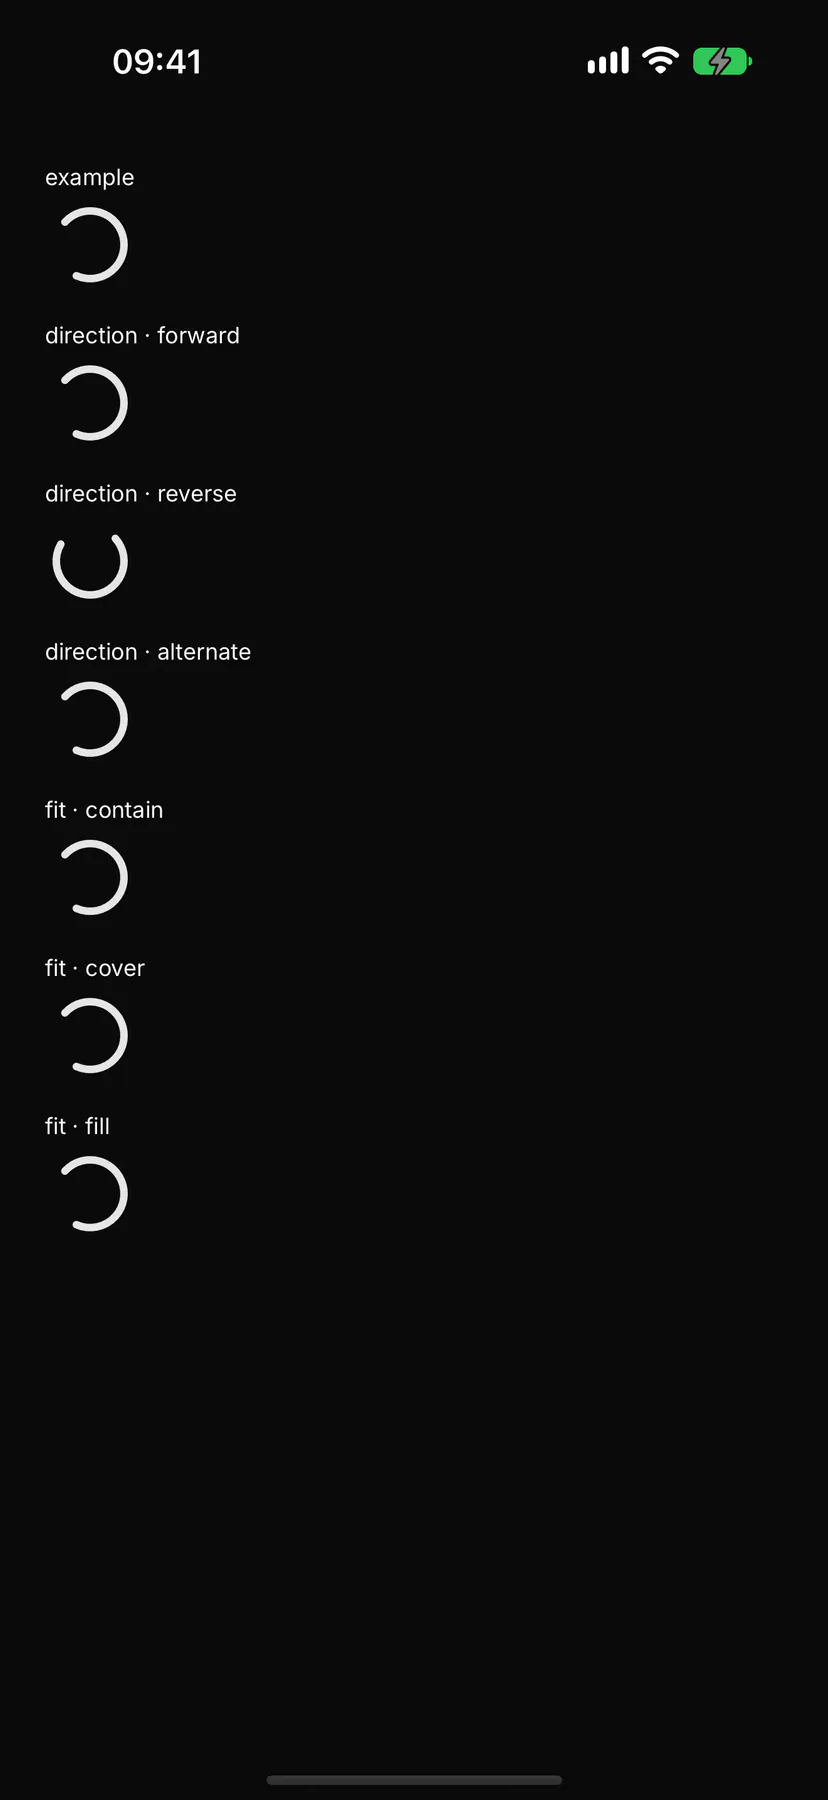 09:41
example
direction · forward
direction · reverse
direction · alternate
fit · contain
fit · cover
fit · fill